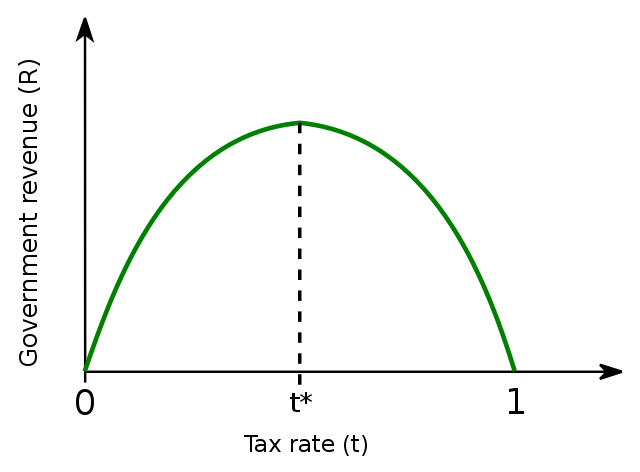 Government revenue (R)
0
t*
1
Tax rate (t)